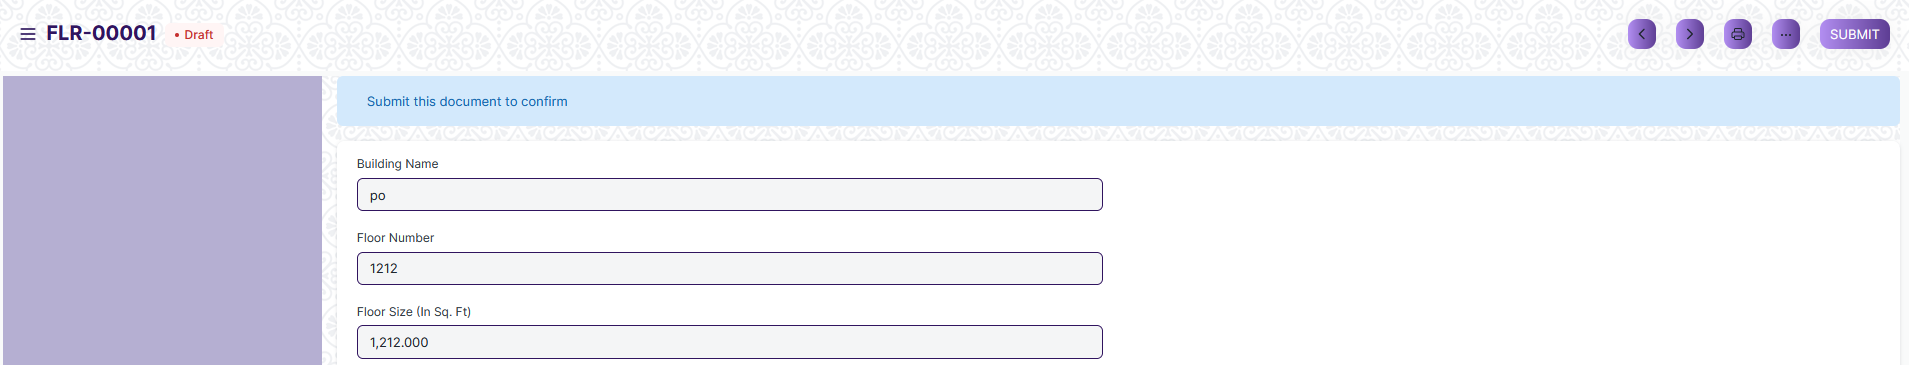 FLR-00001 • Draft SUBMIT
Submit this document to confirm
Building Name
po
Floor Number
1212
Floor Size (In Sq. Ft)
1,212.000